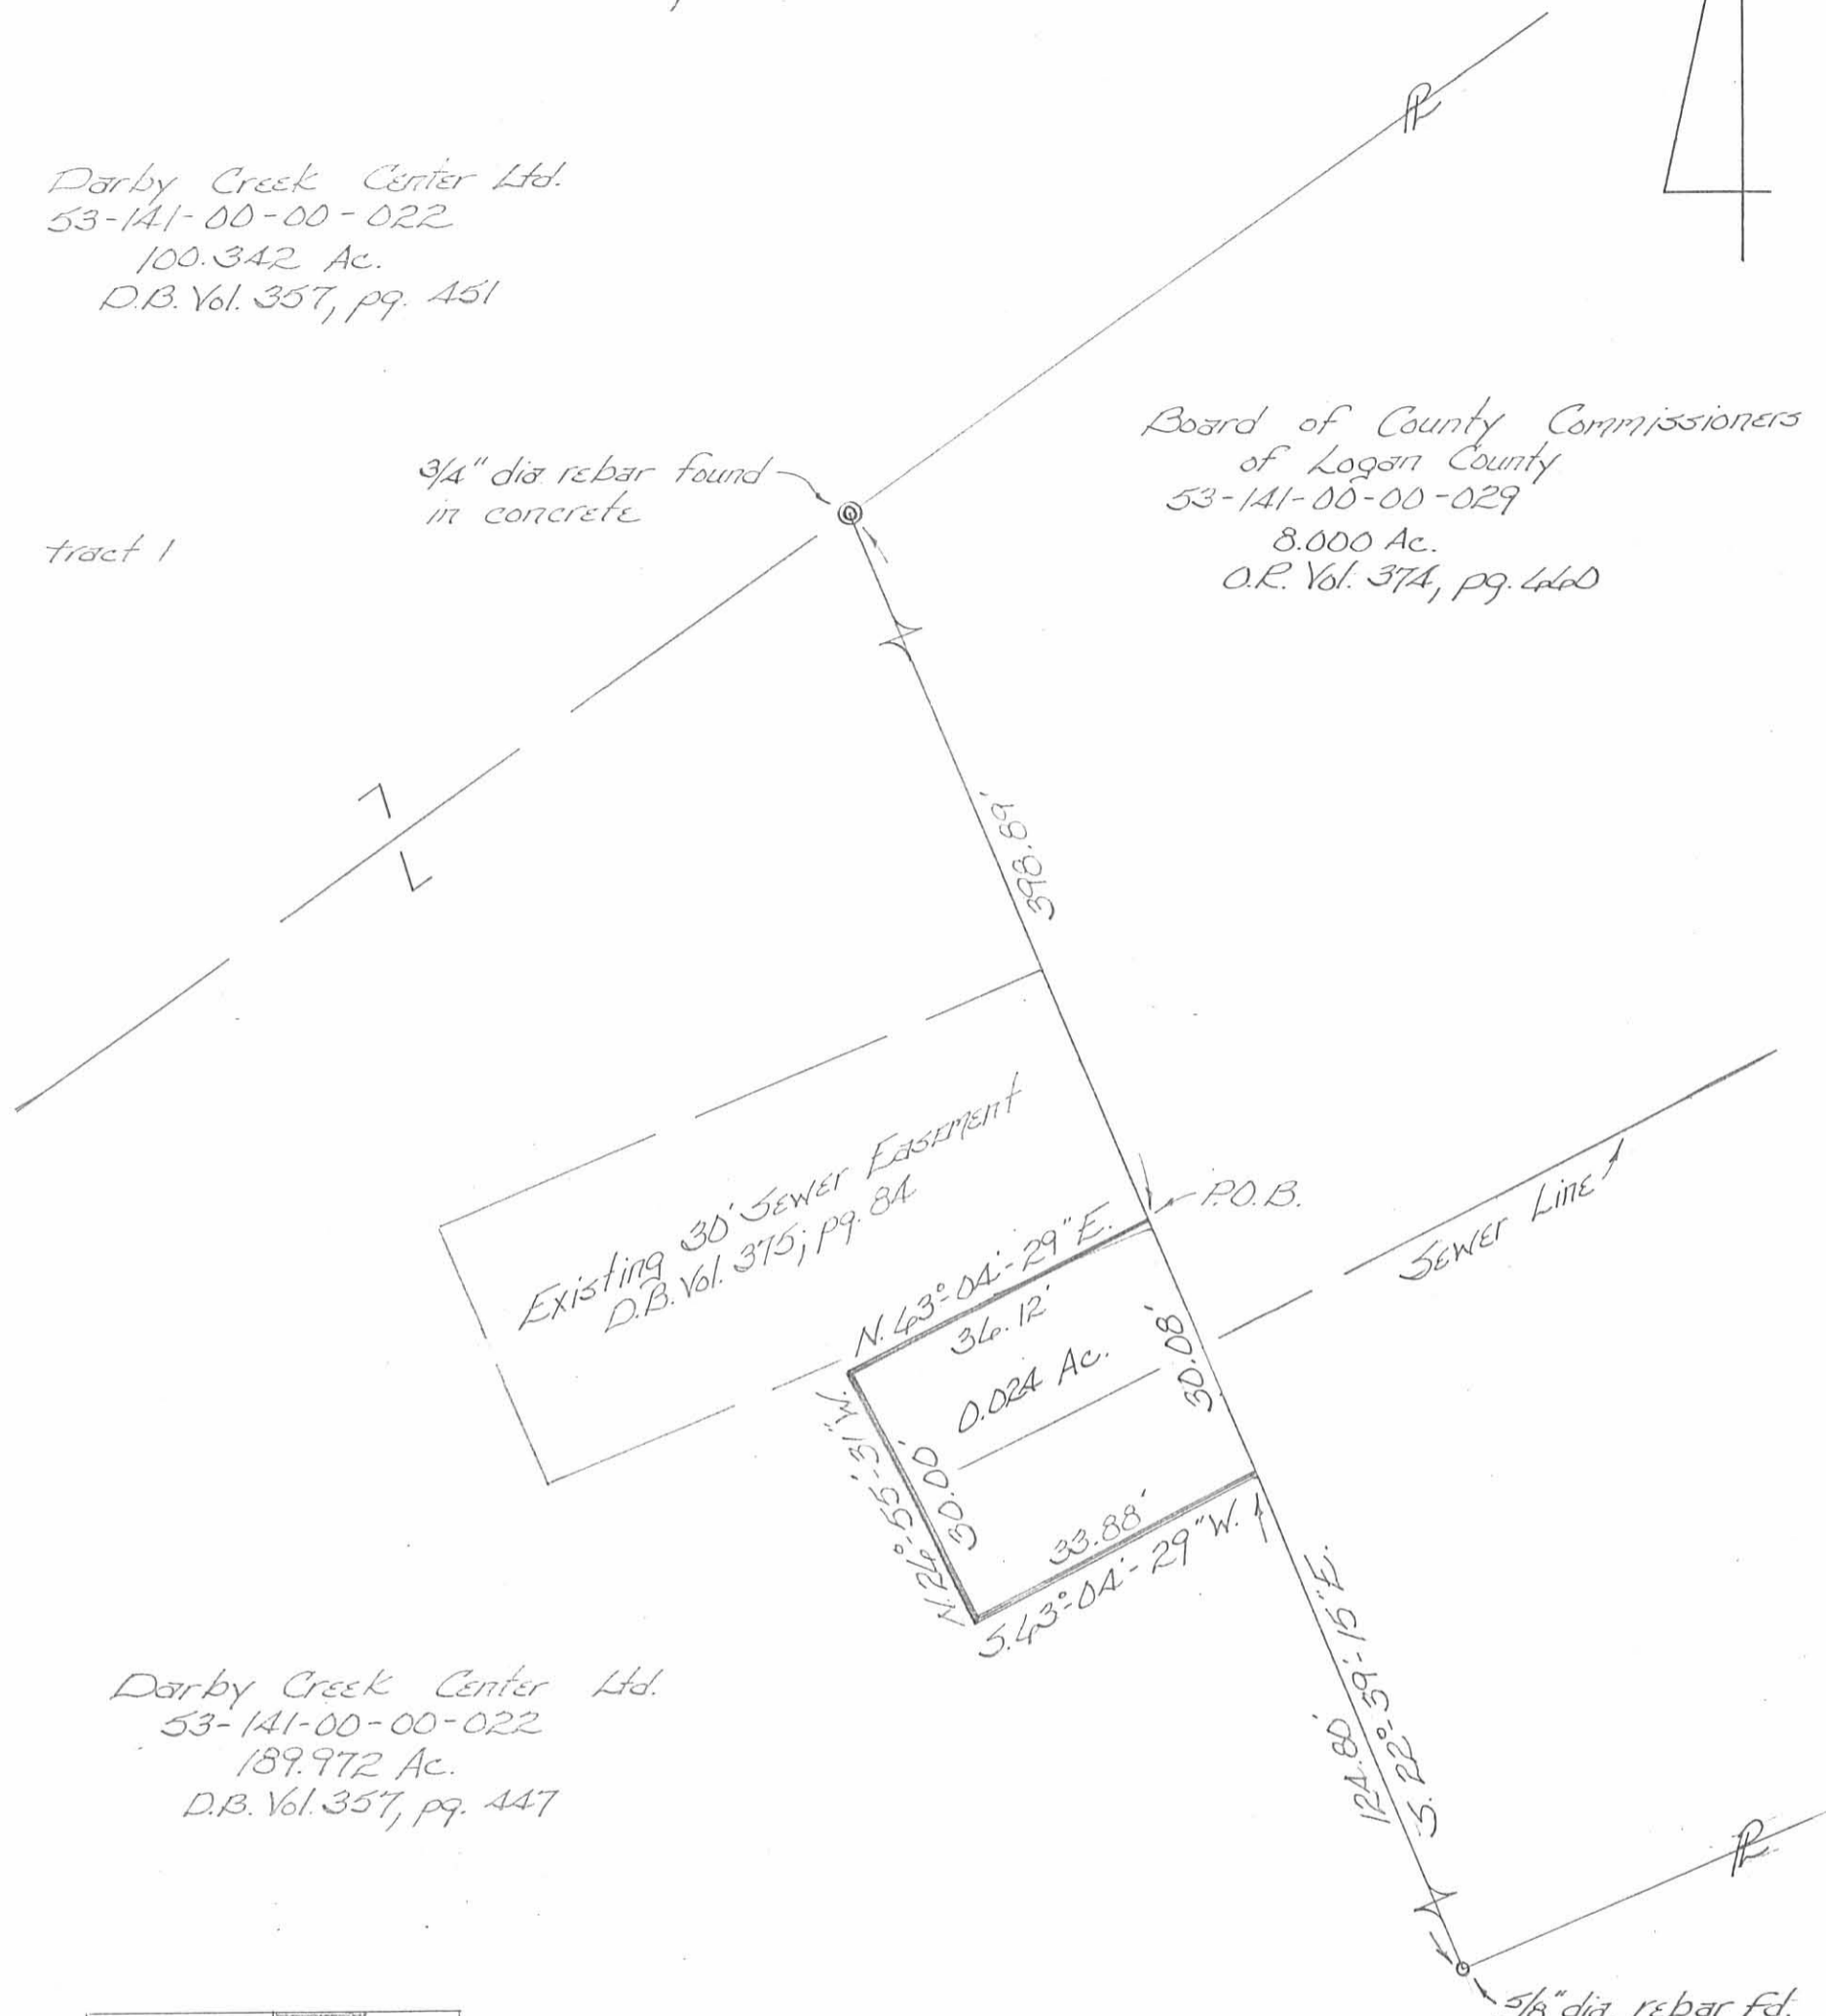 Darby Creek Center Ltd.
53-141-00-00-022
100.342 Ac.
D.B. Vol. 357, pg. 451
PL
Board of County Commissioners
of Logan County
53-141-00-00-029
8.000 Ac.
O.R. Vol. 374, pg. 660
3/4" dia rebar found
in concrete
tract 1
398.89'
Existing 30' Sewer Easement
D.B. Vol. 375; pg. 84
P.O.B.
Sewer Line
N. 63°-04'-29" E.
36.12'
0.024 Ac.
30.08'
N. 26°-55'-31" W.
30.00'
33.88'
S. 63°-04'-29" W.
124.80'
S. 22°-39'-15" E.
Darby Creek Center Ltd.
53-141-00-00-022
189.972 Ac.
D.B. Vol. 357, pg. 447
PL
5/8" dia rebar fd.